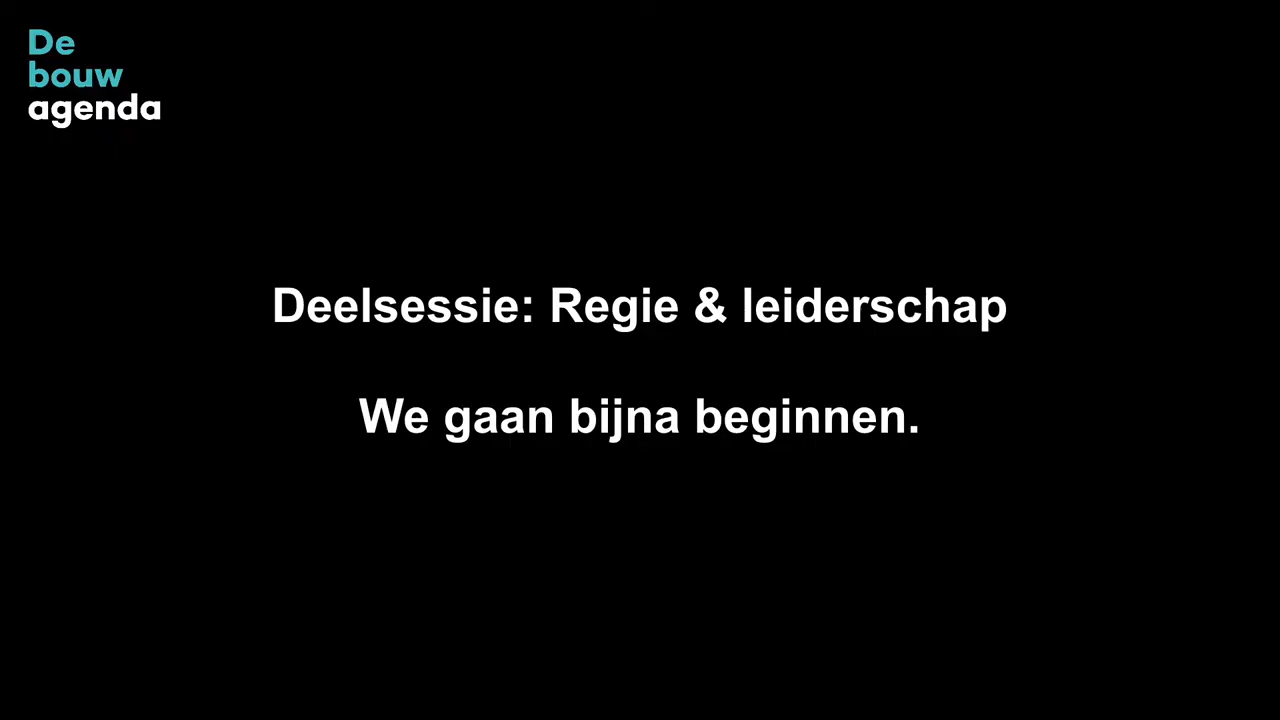 De
bouw
agenda
Deelsessie: Regie & leiderschap
We gaan bijna beginnen.